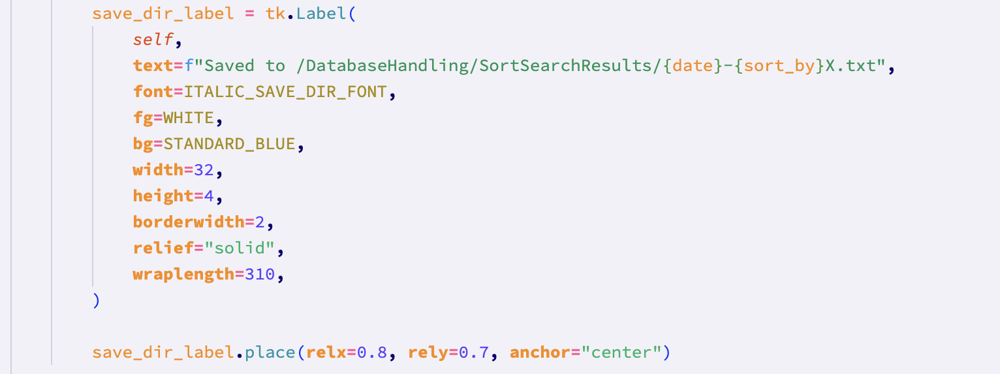 save_dir_label = tk.Label(
self,
text=f"Saved to /DatabaseHandling/SortSearchResults/{date}-{sort_by}X.txt",
font=ITALIC_SAVE_DIR_FONT,
fg=WHITE,
bg=STANDARD_BLUE,
width=32,
height=4,
borderwidth=2,
relief="solid",
wraplength=310,
)
save_dir_label.place(relx=0.8, rely=0.7, anchor="center")